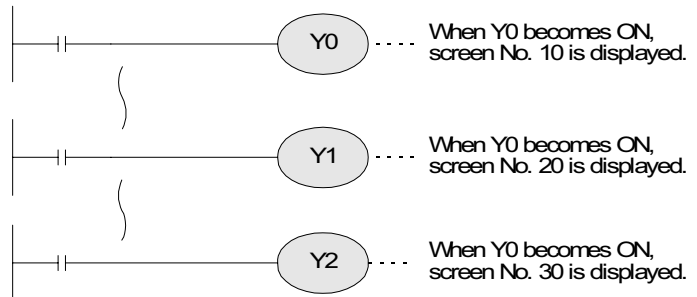 Y0
When Y0 becomes ON,
screen No. 10 is displayed.
Y1
When Y0 becomes ON,
screen No. 20 is displayed.
Y2
When Y0 becomes ON,
screen No. 30 is displayed.